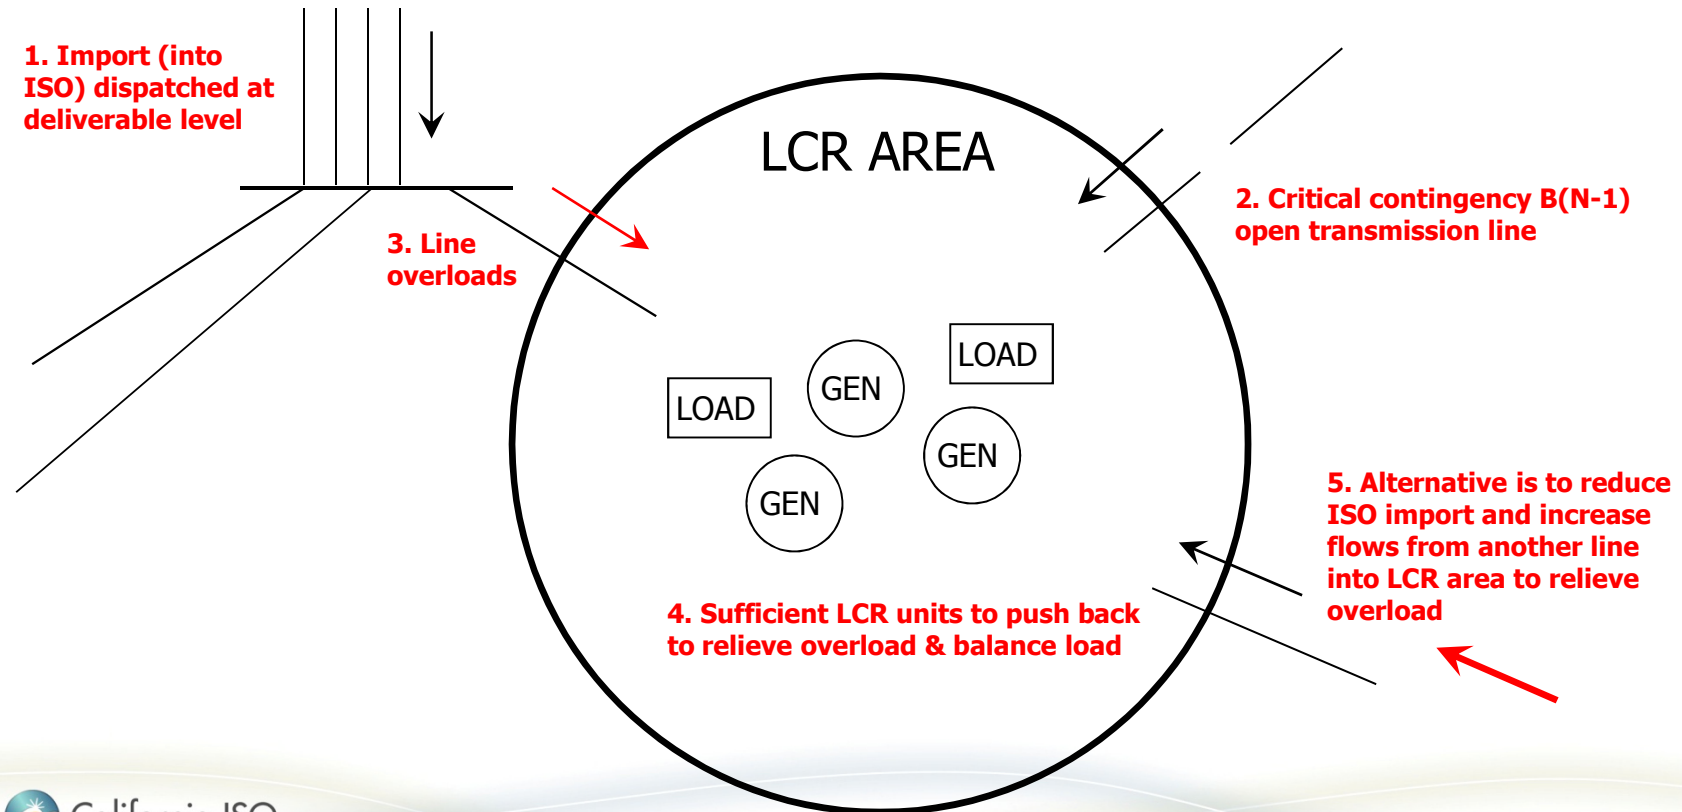 1. Import (into
ISO) dispatched at
deliverable level
LCR AREA
2. Critical contingency B(N-1)
open transmission line
3. Line
overloads
LOAD
GEN
LOAD
GEN
GEN
5. Alternative is to reduce
ISO import and increase
flows from another line
into LCR area to relieve
overload
4. Sufficient LCR units to push back
to relieve overload & balance load
California ISO